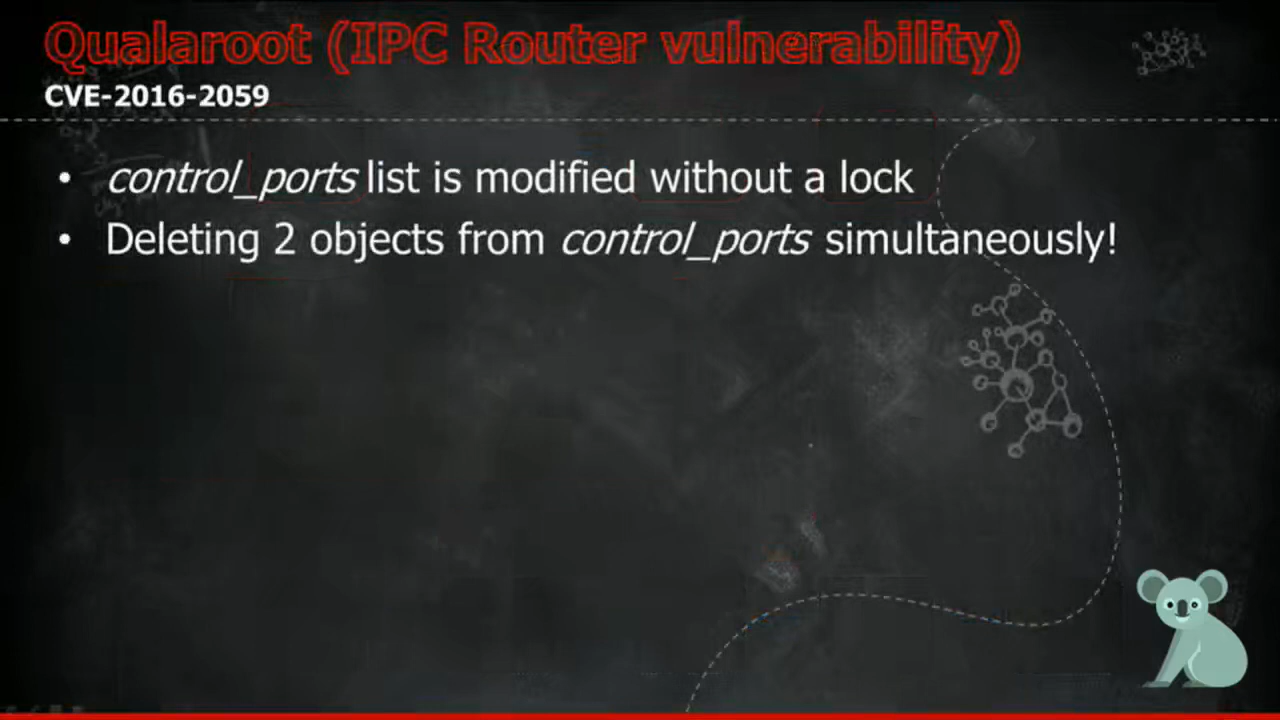 Qualaroot (IPC Router vulnerability)
CVE-2016-2059
• control_ports list is modified without a lock
• Deleting 2 objects from control_ports simultaneously!